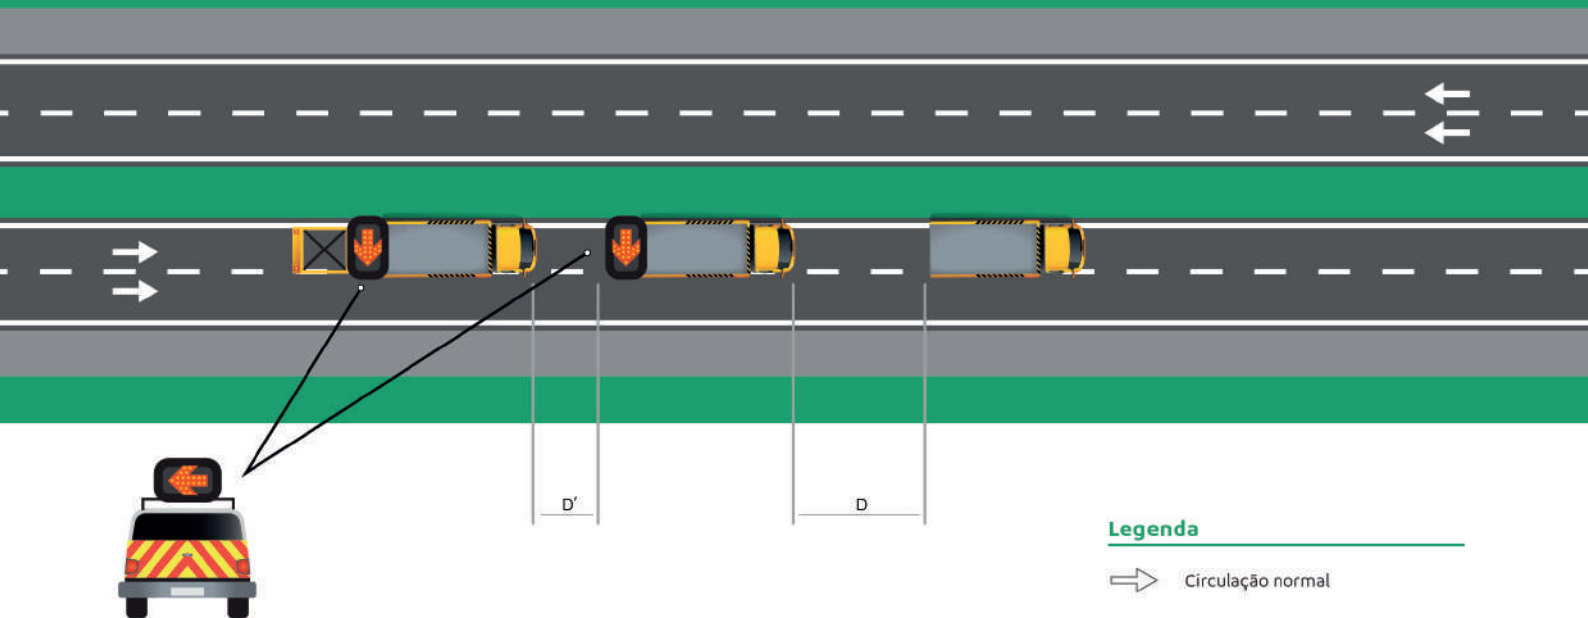 D′
D
Legenda
Circulação normal